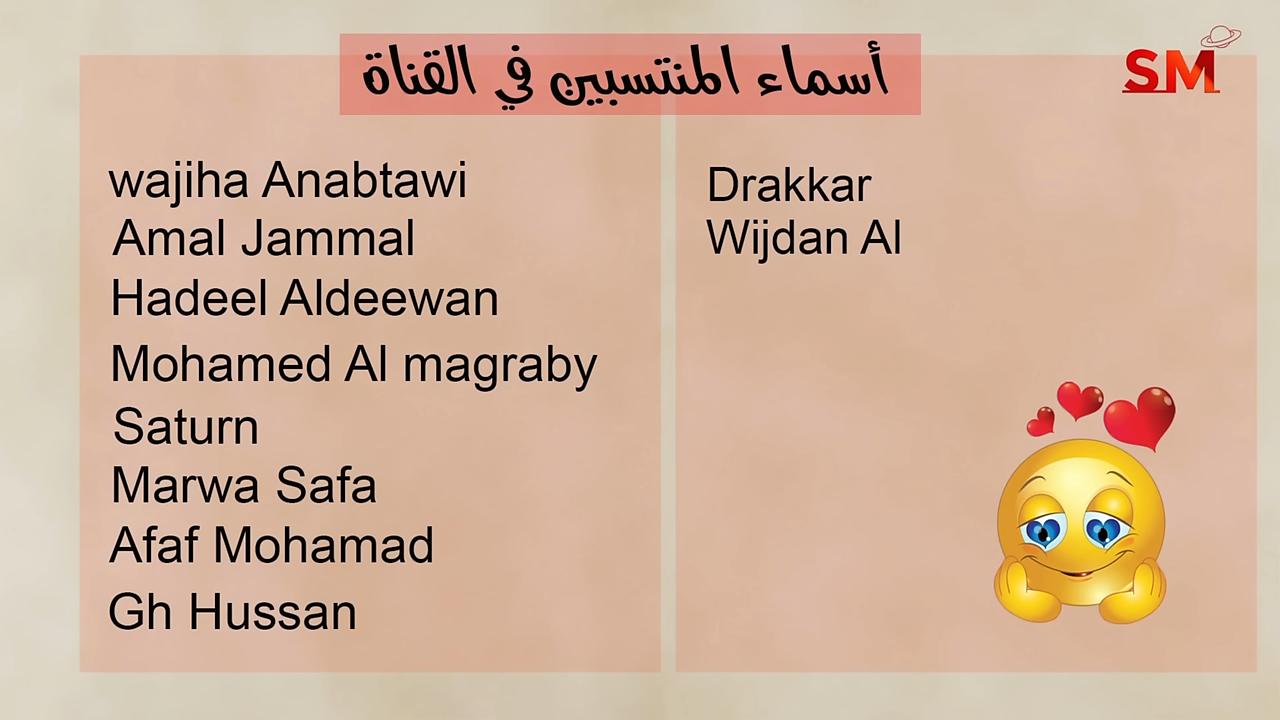 أسماء المنتسبين في القناة
SM
wajiha Anabtawi
Amal Jammal
Hadeel Aldeewan
Mohamed Al magraby
Saturn
Marwa Safa
Afaf Mohamad
Gh Hussan
Drakkar
Wijdan Al